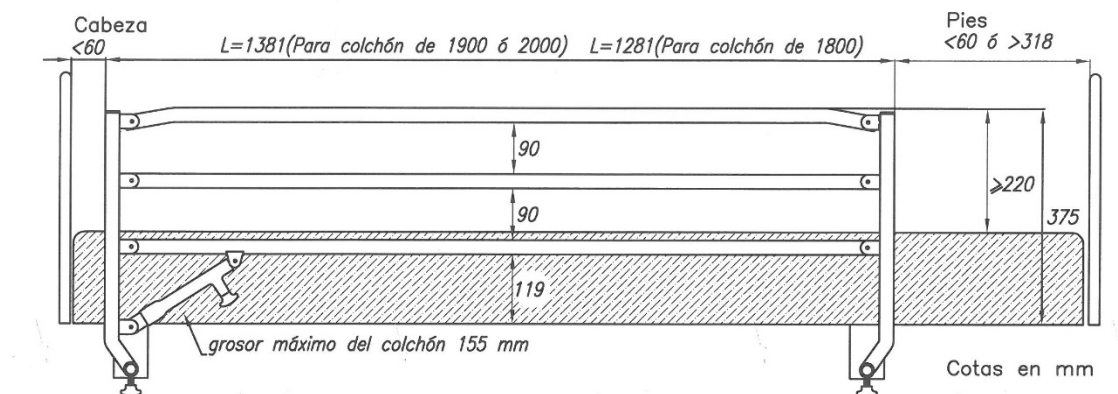 Cabeza
<60
L=1381(Para colchón de 1900 ó 2000)
L=1281(Para colchón de 1800)
Pies
<60 ó >318
90
⩾220
90
375
119
grosor máximo del colchón 155 mm
Cotas en mm